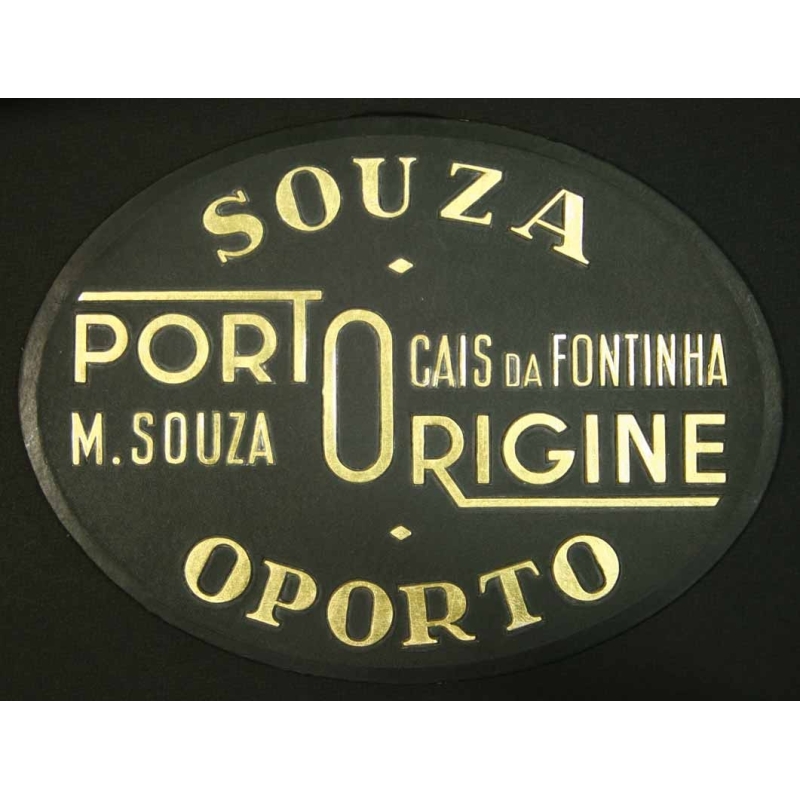 SOUZA
PORTO
CAIS DA FONTINHA
M. SOUZA
ORIGINE
OPORTO